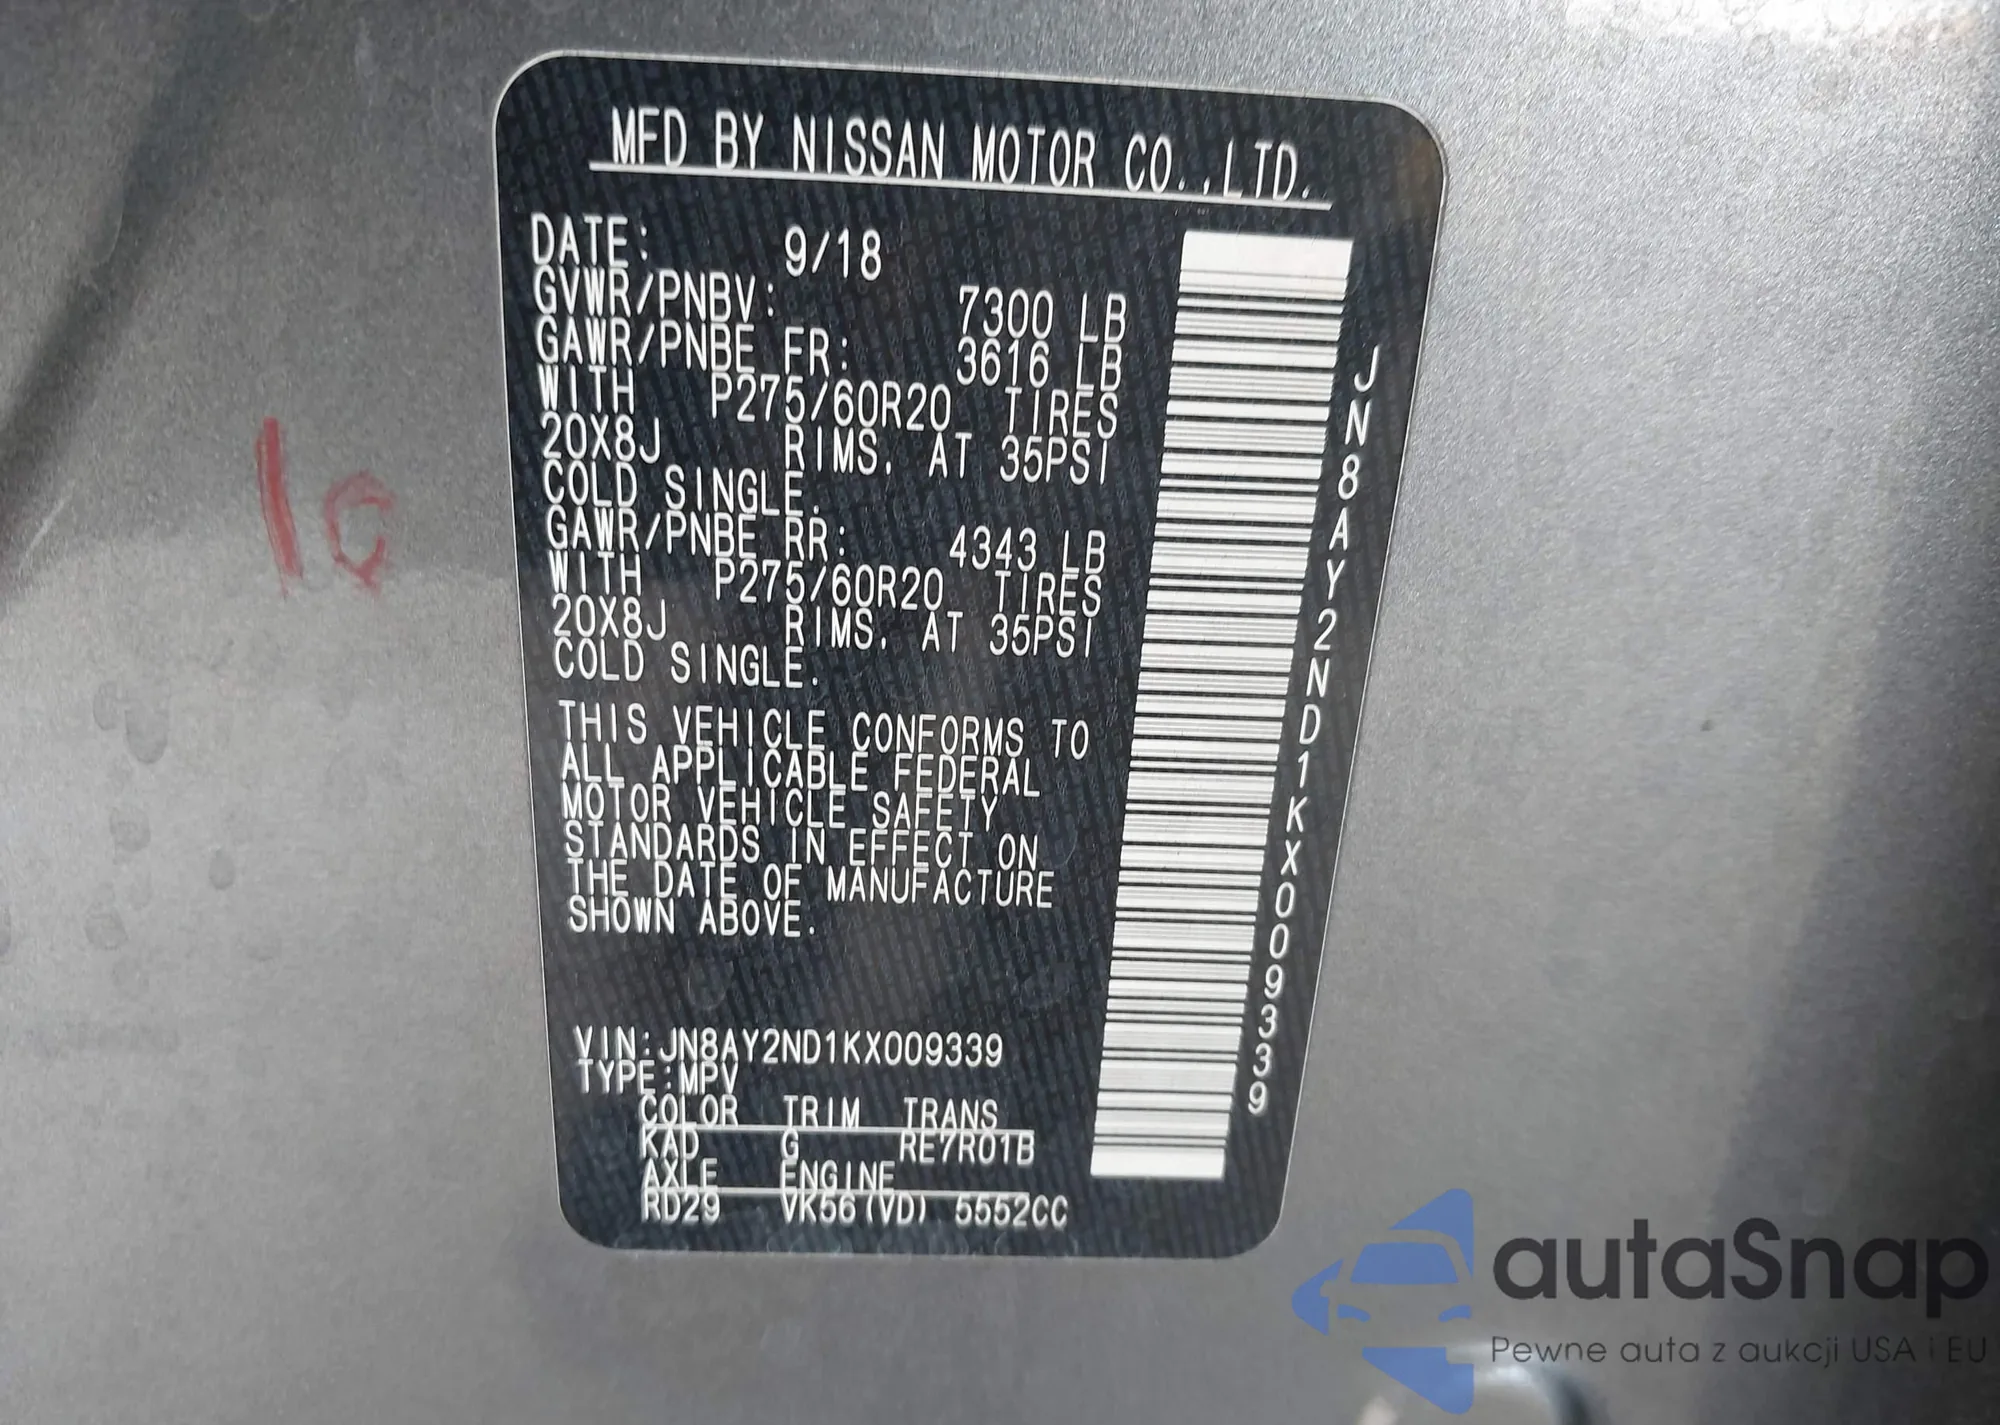 MFD BY NISSAN MOTOR CO.,LTD.
DATE: 9/18
GVWR/PNBV: 7300 LB
GAWR/PNBE FR: 3616 LB
WITH P275/60R20 TIRES
20X8J RIMS. AT 35PSI
COLD SINGLE.
GAWR/PNBE RR: 4343 LB
WITH P275/60R20 TIRES
20X8J RIMS. AT 35PSI
COLD SINGLE.
THIS VEHICLE CONFORMS TO
ALL APPLICABLE FEDERAL
MOTOR VEHICLE SAFETY
STANDARDS IN EFFECT ON
THE DATE OF MANUFACTURE
SHOWN ABOVE.
VIN:JN8AY2ND1KX009339
TYPE:MPV
COLOR TRIM TRANS
KAD G RE7R01B
AXLE ENGINE
RD29 VK56(VD) 5552CC
JN8AY2ND1KX009339
autaSnap
Pewne auta z aukcji USA i EU